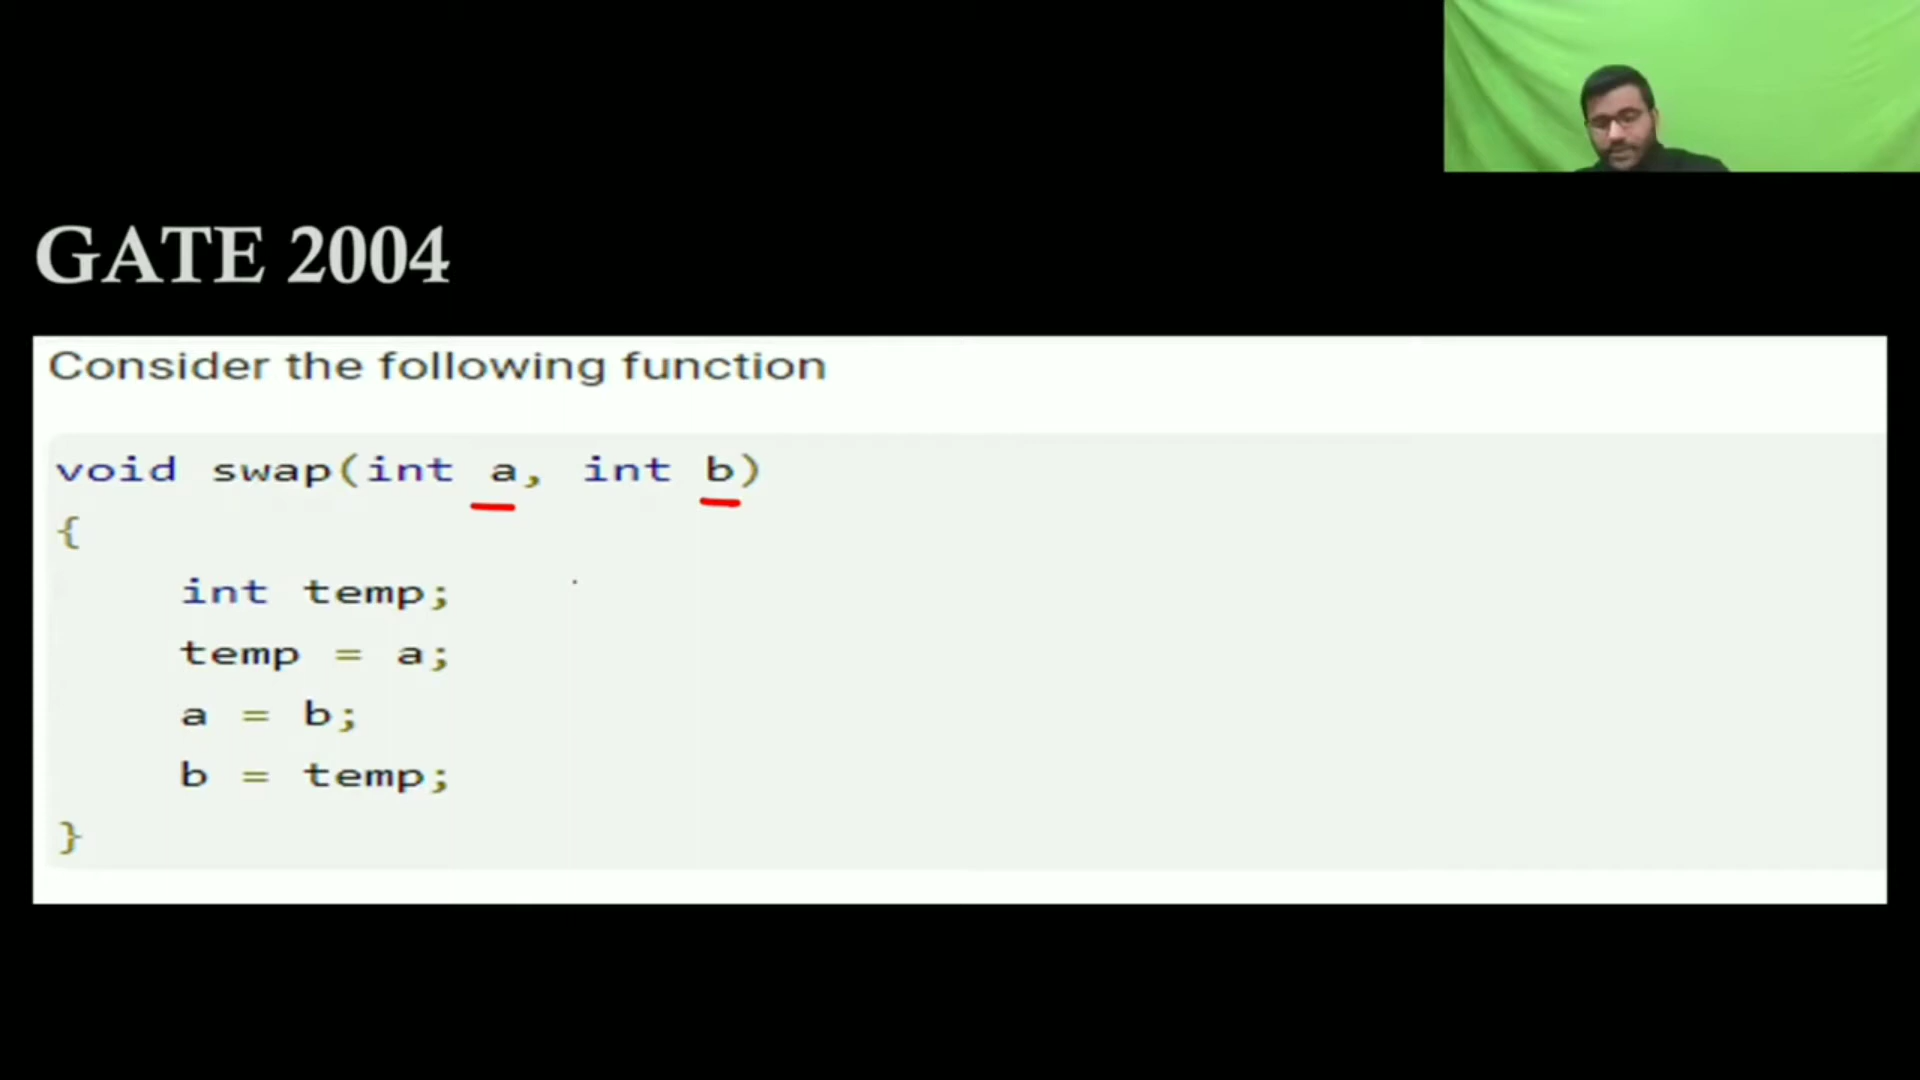 GATE 2004
Consider the following function
void swap(int a, int b)
{
int temp;
temp = a;
a = b;
b = temp;
}